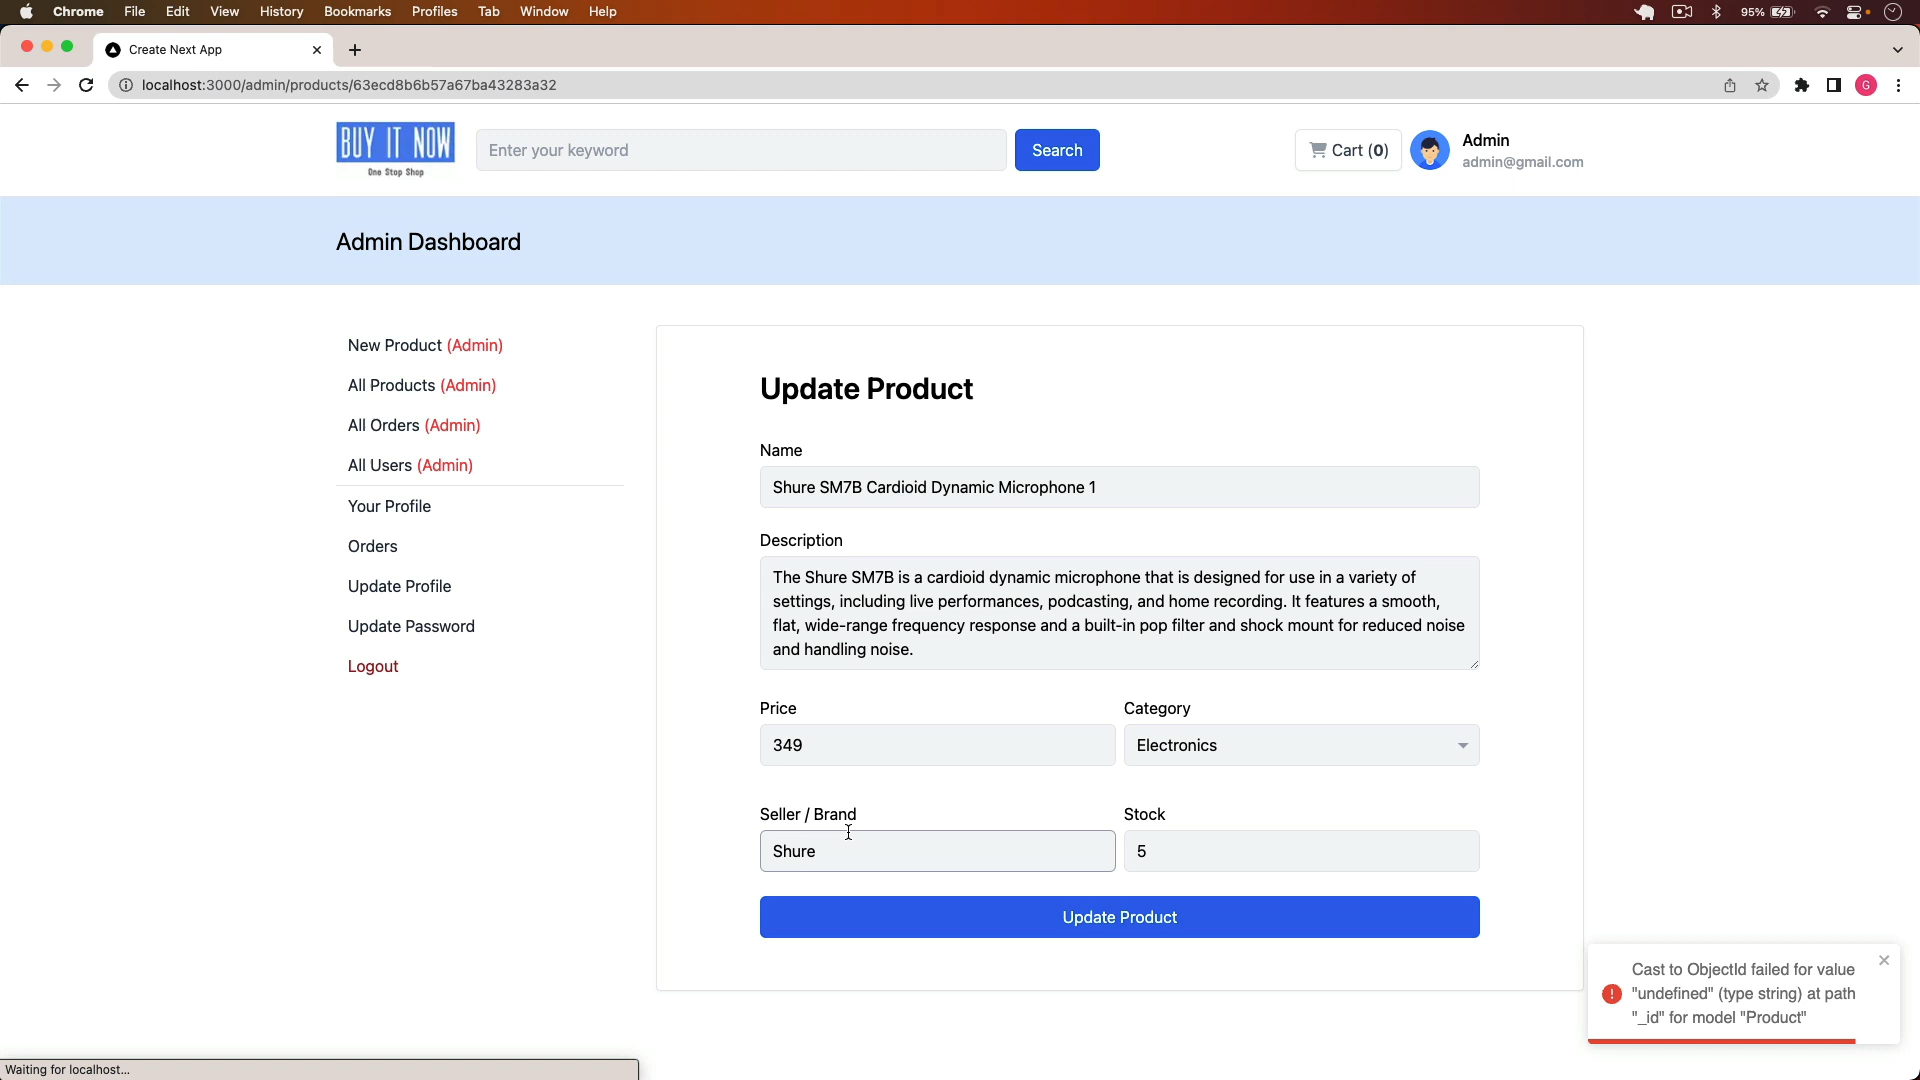 Chrome File Edit View History Bookmarks Profiles Tab Window Help
95%
Create Next App
localhost:3000/admin/products/63ecd8b6b57a67ba43283a32
G
BUY IT NOW
One Stop Shop
Enter your keyword
Search
Cart (0)
Admin
admin@gmail.com
Admin Dashboard
New Product (Admin)
All Products (Admin)
All Orders (Admin)
All Users (Admin)
Your Profile
Orders
Update Profile
Update Password
Logout
Update Product
Name
Shure SM7B Cardioid Dynamic Microphone 1
Description
The Shure SM7B is a cardioid dynamic microphone that is designed for use in a variety of
settings, including live performances, podcasting, and home recording. It features a smooth,
flat, wide-range frequency response and a built-in pop filter and shock mount for reduced noise
and handling noise.
Price
Category
349
Electronics
Seller / Brand
Stock
Shure
5
Update Product
Cast to ObjectId failed for value
"undefined" (type string) at path
"_id" for model "Product"
Waiting for localhost...